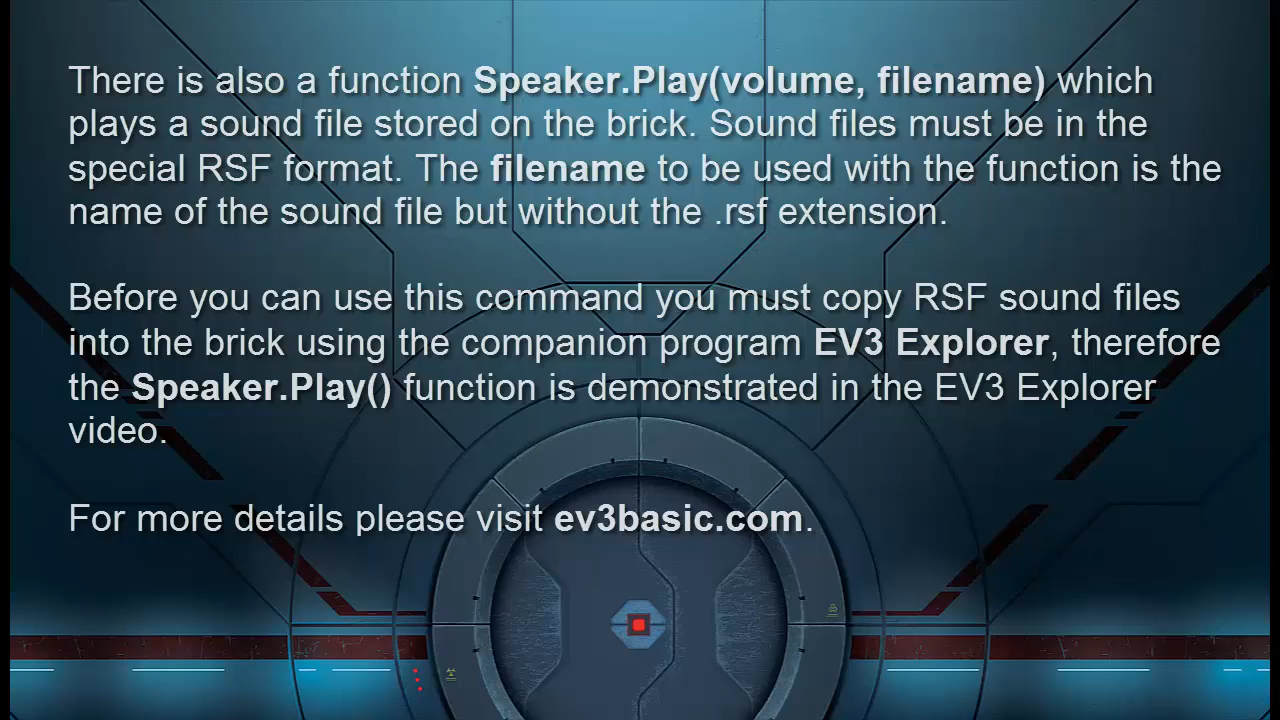 There is also a function Speaker.Play(volume, filename) which
plays a sound file stored on the brick. Sound files must be in the
special RSF format. The filename to be used with the function is the
name of the sound file but without the .rsf extension.
Before you can use this command you must copy RSF sound files
into the brick using the companion program EV3 Explorer, therefore
the Speaker.Play() function is demonstrated in the EV3 Explorer
video.
For more details please visit ev3basic.com.